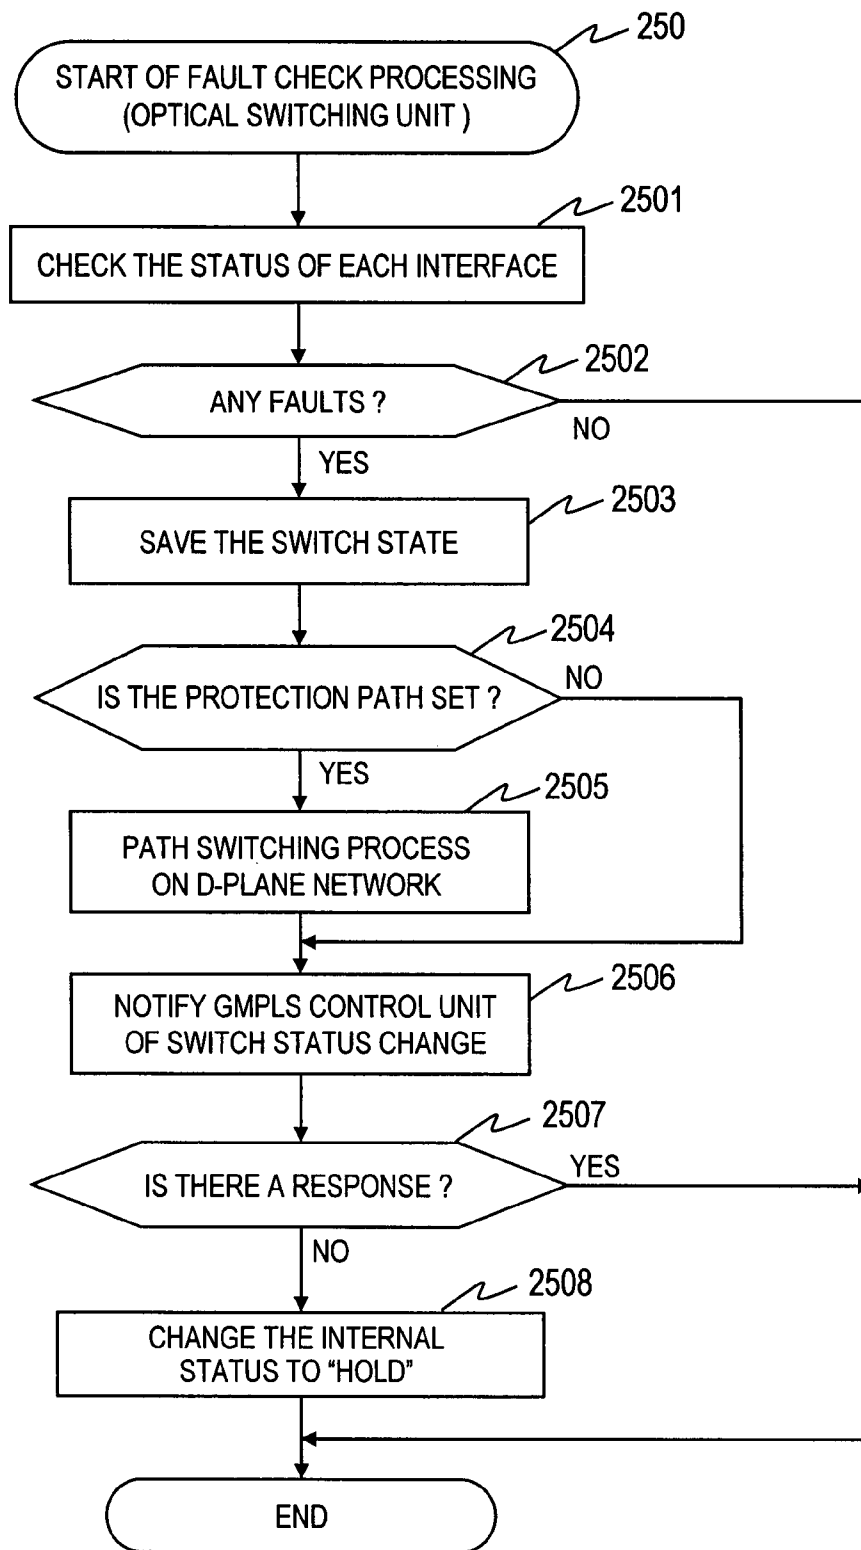 250
START OF FAULT CHECK PROCESSING
(OPTICAL SWITCHING UNIT )
2501
CHECK THE STATUS OF EACH INTERFACE
2502
ANY FAULTS ?
NO
YES
2503
SAVE THE SWITCH STATE
2504
IS THE PROTECTION PATH SET ?
NO
YES
2505
PATH SWITCHING PROCESS
ON D-PLANE NETWORK
2506
NOTIFY GMPLS CONTROL UNIT
OF SWITCH STATUS CHANGE
2507
IS THERE A RESPONSE ?
YES
NO
2508
CHANGE THE INTERNAL
STATUS TO “HOLD”
END